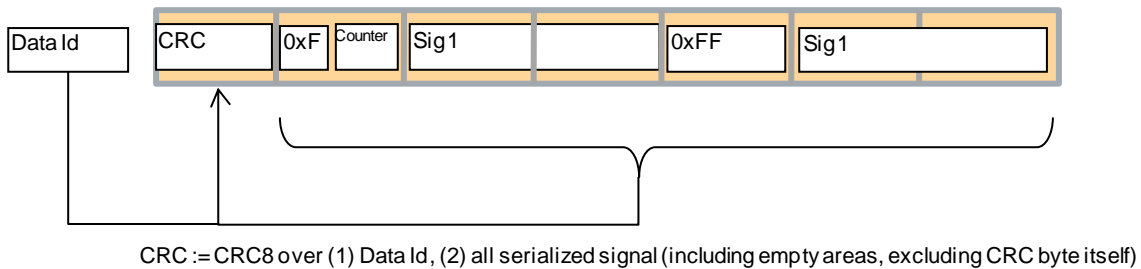 Data Id
CRC
0xF
Counter
Sig1
0xFF
Sig1
CRC := CRC8 over (1) Data Id, (2) all serialized signal (including empty areas, excluding CRC byte itself)